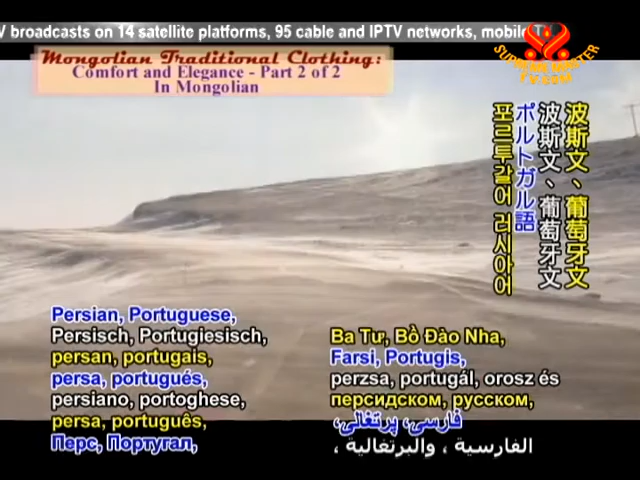 V broadcasts on 14 satellite platforms, 95 cable and IPTV networks, mobile T
SUPREME MASTER
TV.COM
Mongolian Traditional Clothing:
Comfort and Elegance - Part 2 of 2
In Mongolian
波斯文、葡萄牙文
波斯文、葡萄牙文
ポルトガル語
포르투갈어 러시아어
Persian, Portuguese,
Persisch, Portugiesisch,
persan, portugais,
persa, portugués,
persiano, portoghese,
persa, português,
Перс, Португал,
Ba Tư, Bồ Đào Nha,
Farsi, Portugis,
perzsa, portugál, orosz és
персидском, русском,
فارسی، پرتغالی،
الفارسية ، والبرتغالية ،